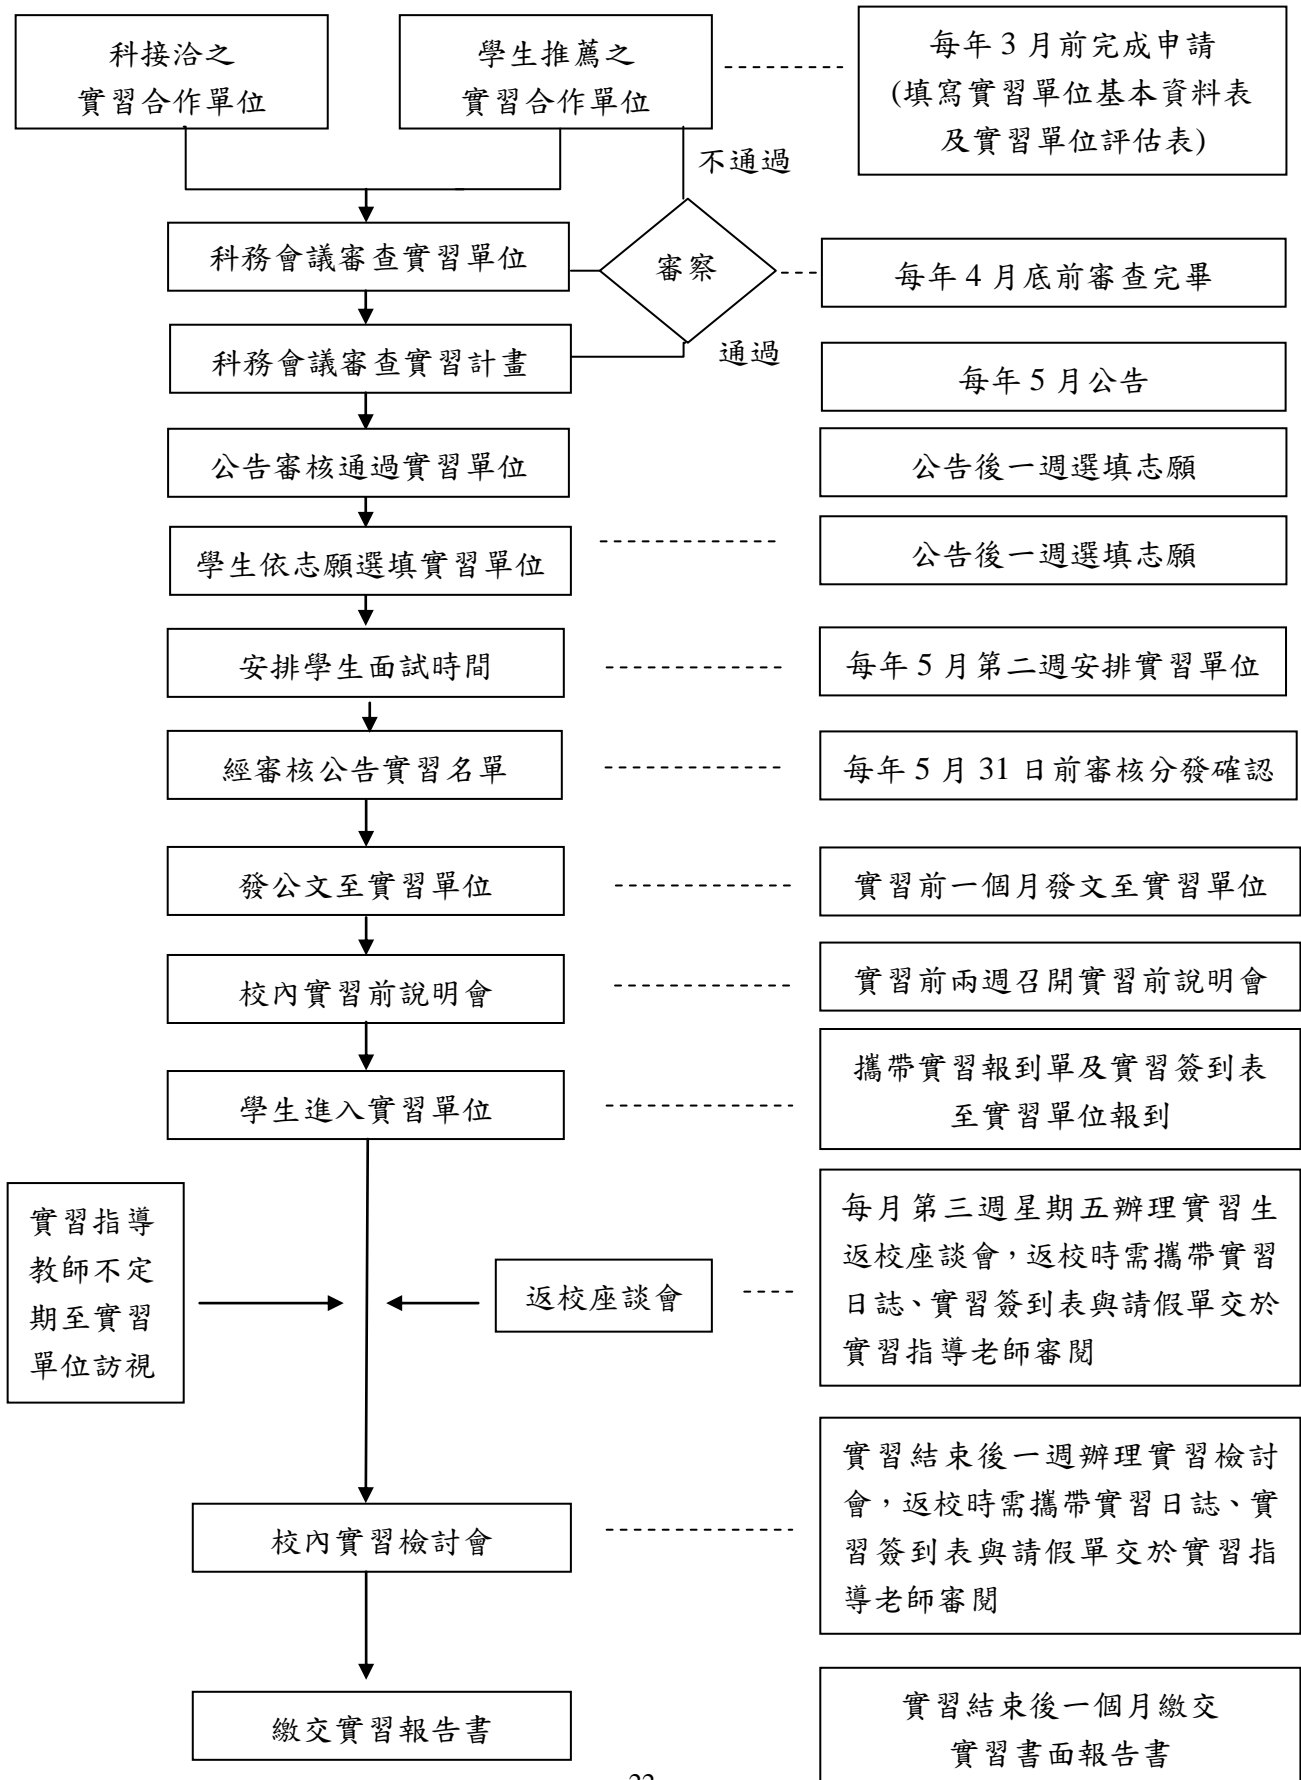 科接洽之
實習合作單位
學生推薦之
實習合作單位
每年 3 月前完成申請
(填寫實習單位基本資料表
及實習單位評估表)
不通過
科務會議審查實習單位
審察
每年 4 月底前審查完畢
科務會議審查實習計畫
通過
每年 5 月公告
公告審核通過實習單位
公告後一週選填志願
學生依志願選填實習單位
公告後一週選填志願
安排學生面試時間
每年 5 月第二週安排實習單位
經審核公告實習名單
每年 5 月 31 日前審核分發確認
發公文至實習單位
實習前一個月發文至實習單位
校內實習前說明會
實習前兩週召開實習前說明會
學生進入實習單位
攜帶實習報到單及實習簽到表
至實習單位報到
實習指導
教師不定
期至實習
單位訪視
返校座談會
每月第三週星期五辦理實習生
返校座談會，返校時需攜帶實習
日誌、實習簽到表與請假單交於
實習指導老師審閱
校內實習檢討會
實習結束後一週辦理實習檢討
會，返校時需攜帶實習日誌、實
習簽到表與請假單交於實習指
導老師審閱
繳交實習報告書
實習結束後一個月繳交
實習書面報告書